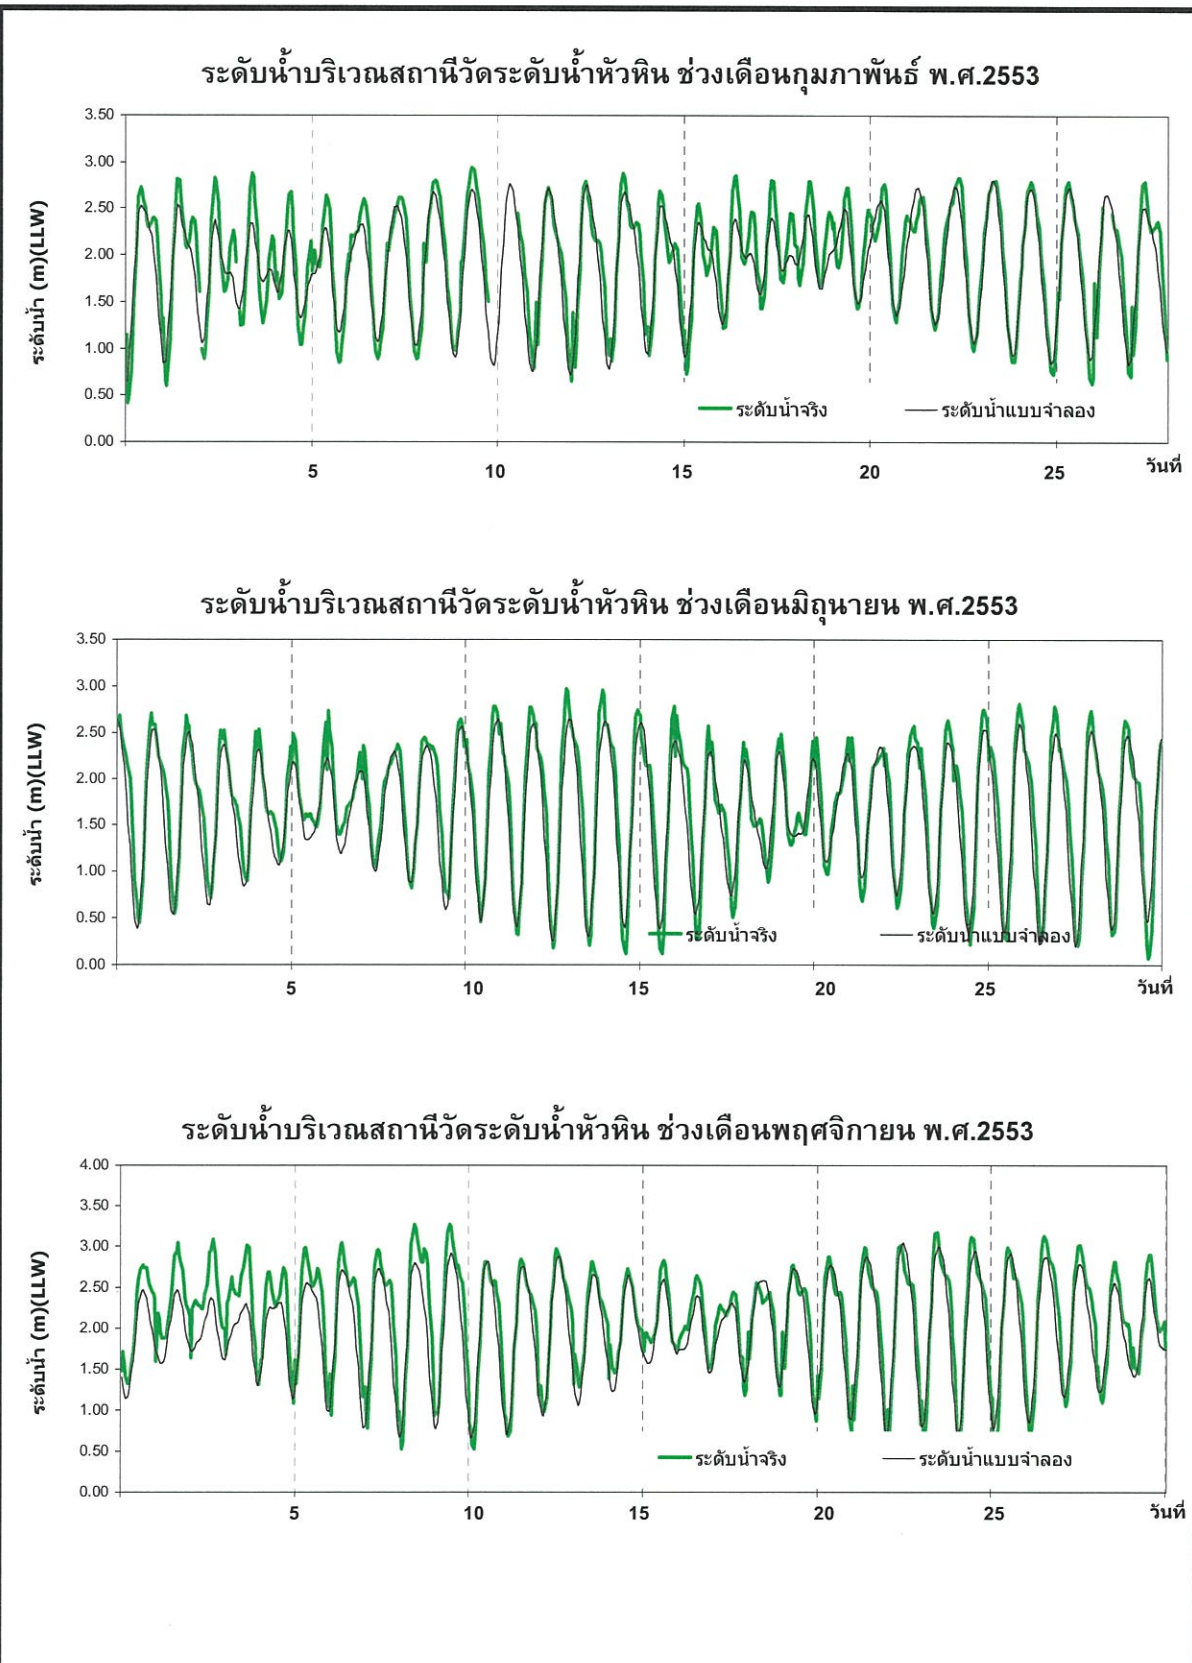 ระดับน้ำบริเวณสถานีวัดระดับน้ำหัวหิน ช่วงเดือนกุมภาพันธ์ พ.ศ.2553
ระดับน้ำ (m)(LLW)
3.50
3.00
2.50
2.00
1.50
1.00
0.50
0.00
ระดับน้ำจริง ระดับน้ำแบบจำลอง
5 10 15 20 25 วันที่
ระดับน้ำบริเวณสถานีวัดระดับน้ำหัวหิน ช่วงเดือนมิถุนายน พ.ศ.2553
ระดับน้ำ (m)(LLW)
3.50
3.00
2.50
2.00
1.50
1.00
0.50
0.00
ระดับน้ำจริง ระดับน้ำแบบจำลอง
5 10 15 20 25 วันที่
ระดับน้ำบริเวณสถานีวัดระดับน้ำหัวหิน ช่วงเดือนพฤศจิกายน พ.ศ.2553
ระดับน้ำ (m)(LLW)
4.00
3.50
3.00
2.50
2.00
1.50
1.00
0.50
0.00
ระดับน้ำจริง ระดับน้ำแบบจำลอง
5 10 15 20 25 วันที่